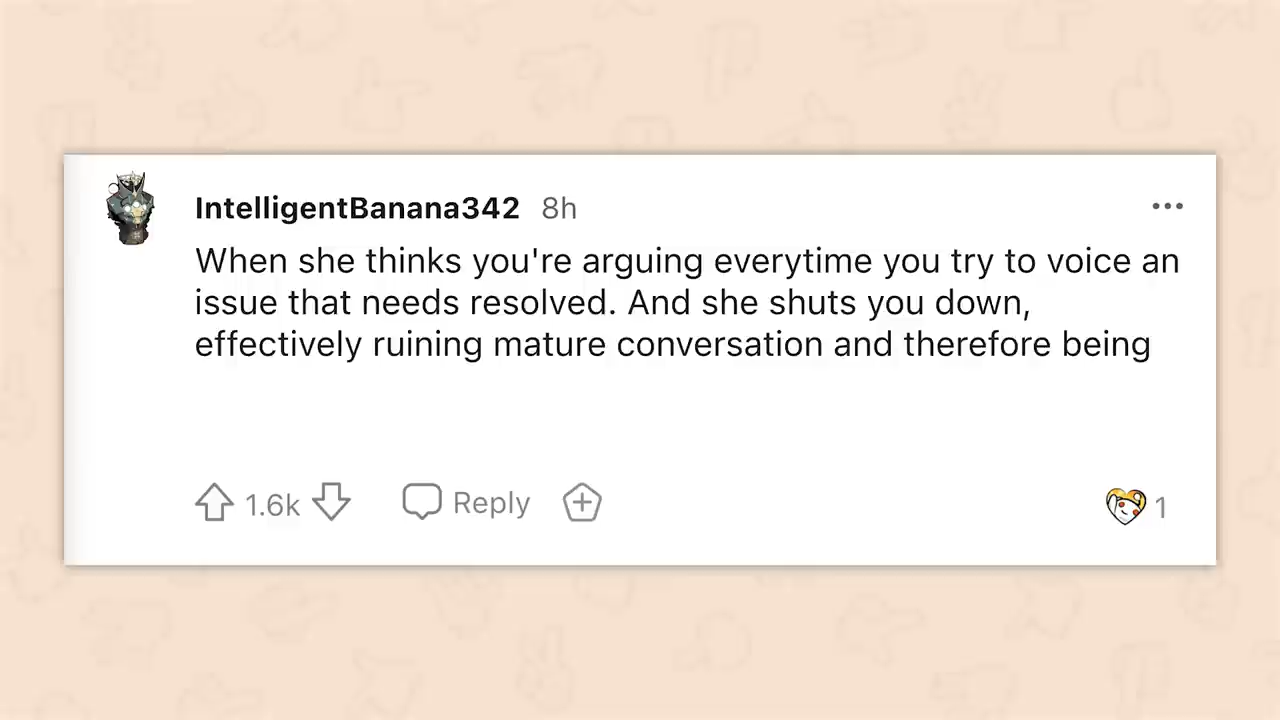 IntelligentBanana342 8h
When she thinks you're arguing everytime you try to voice an
issue that needs resolved. And she shuts you down,
effectively ruining mature conversation and therefore being
1.6k Reply 1